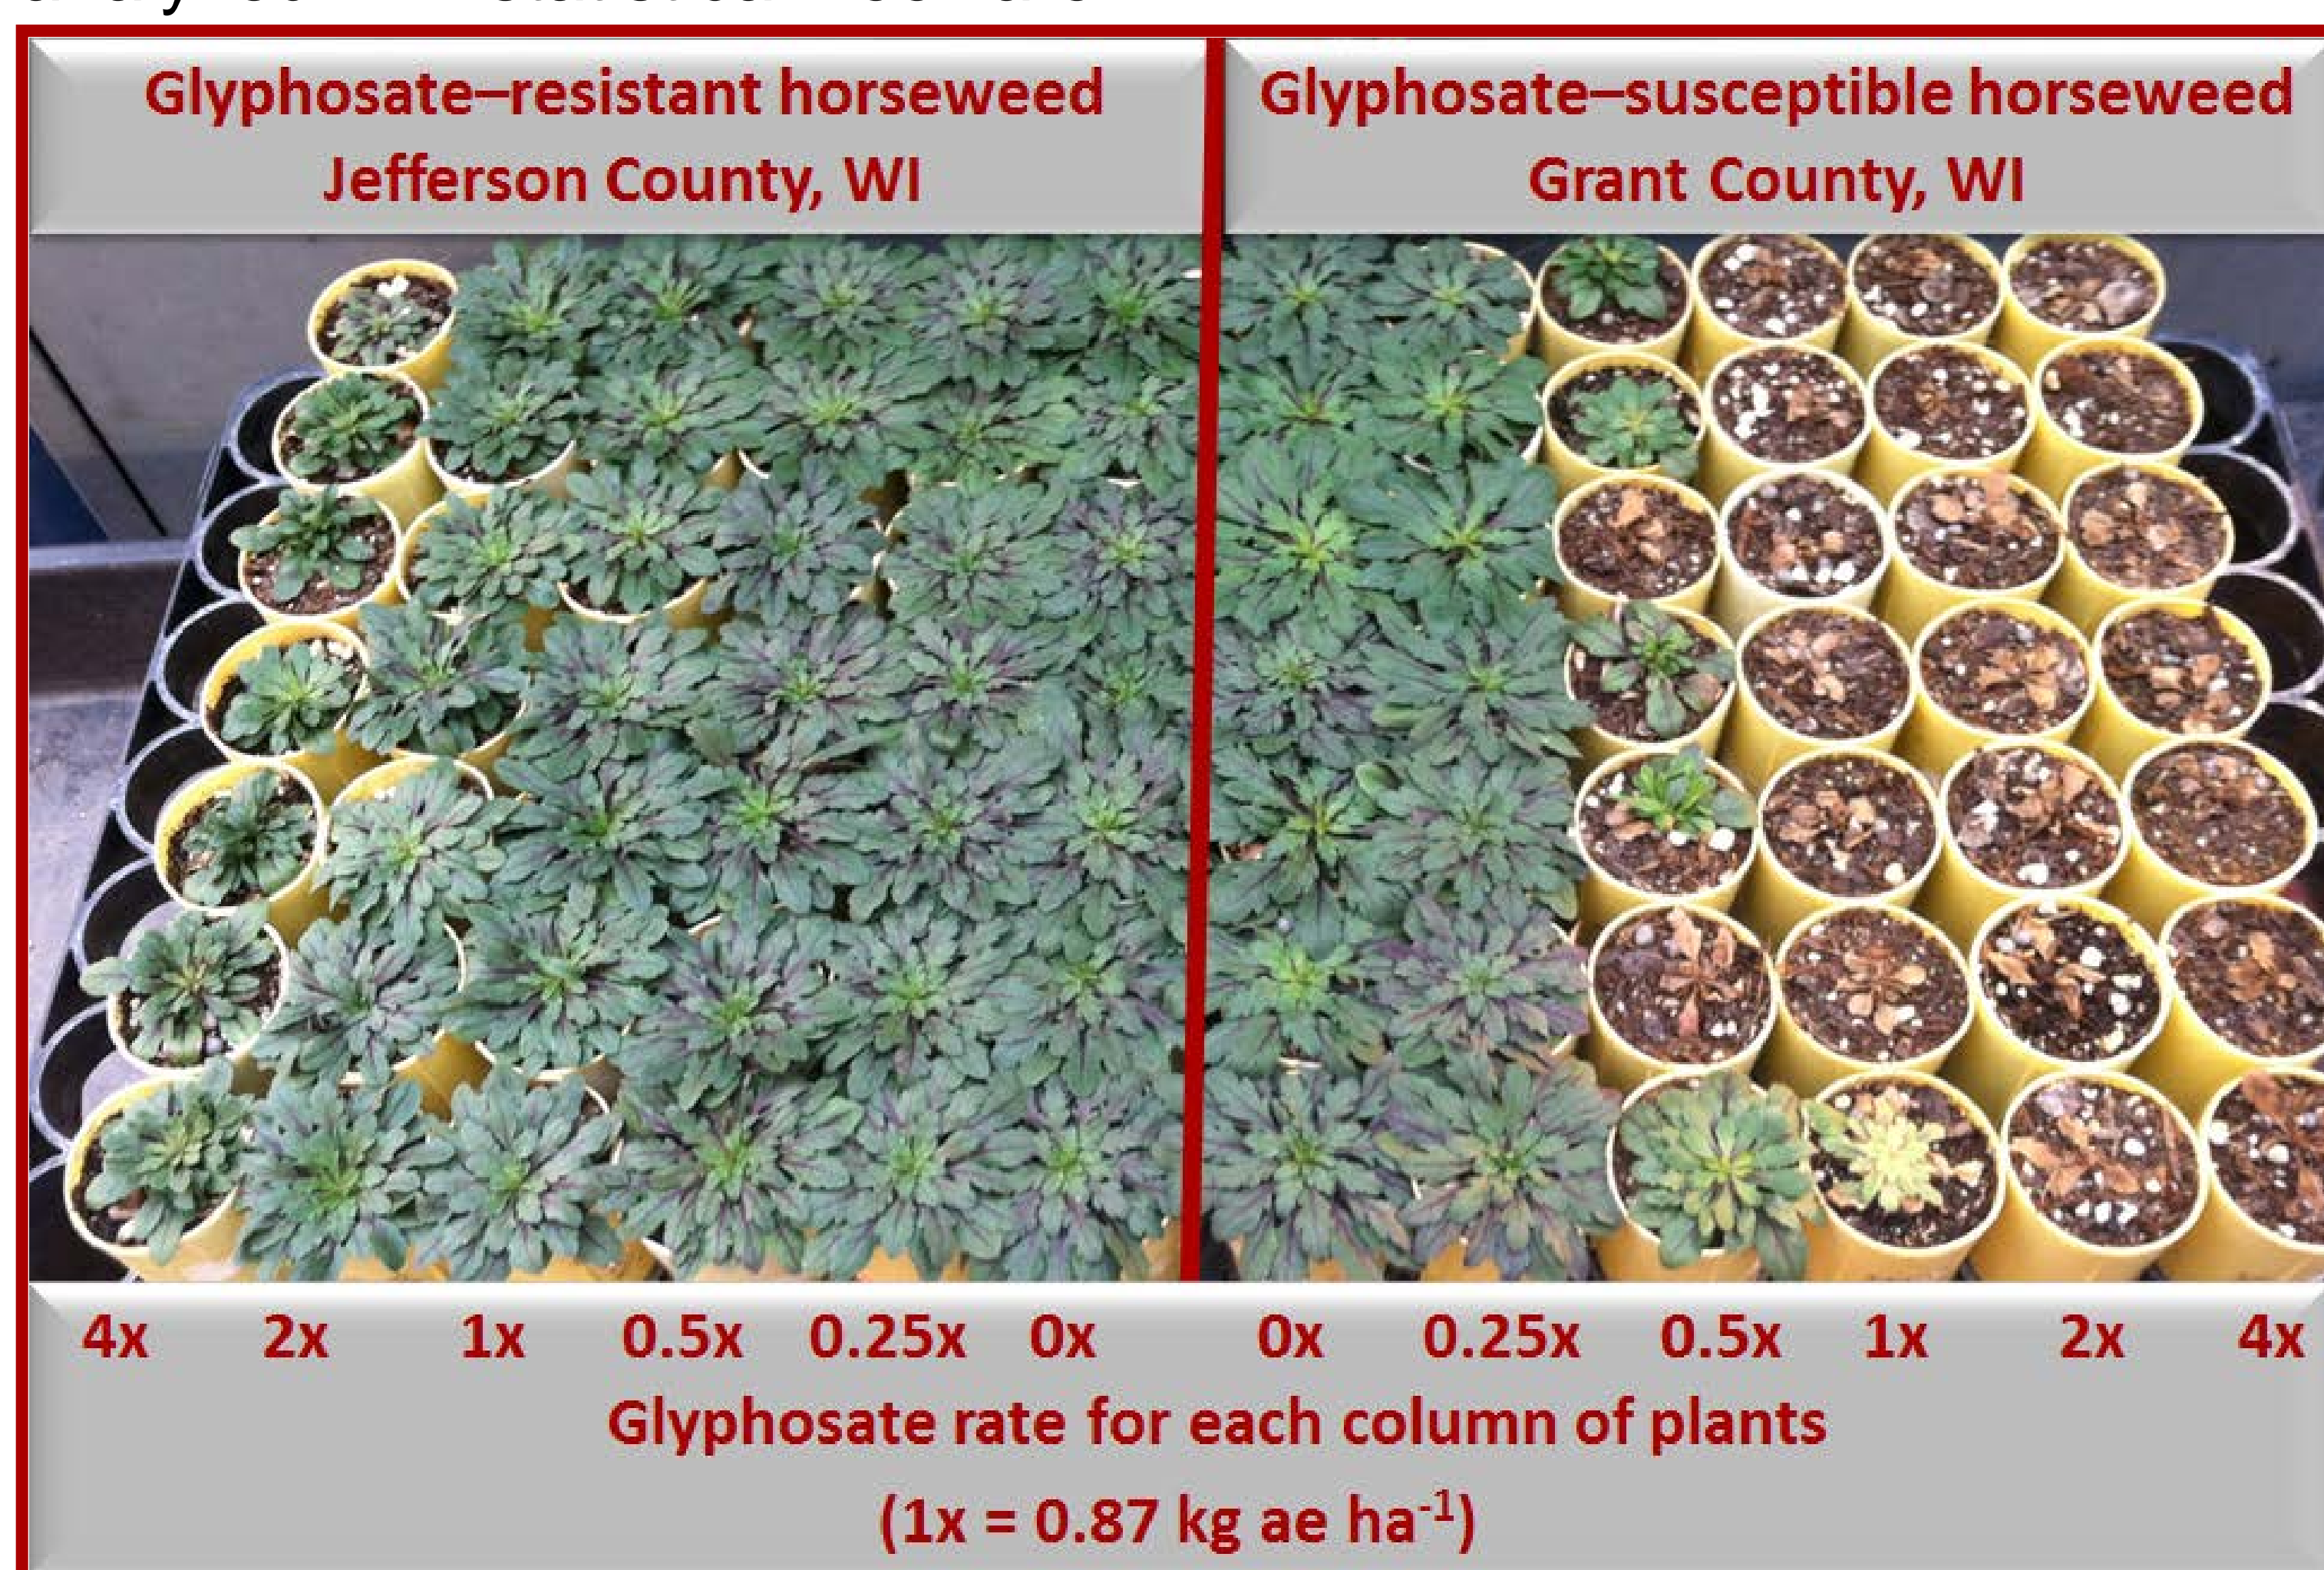 Glyphosate–resistant horseweed
Jefferson County, WI
Glyphosate–susceptible horseweed
Grant County, WI
4x 2x 1x 0.5x 0.25x 0x 0x 0.25x 0.5x 1x 2x 4x
Glyphosate rate for each column of plants
(1x = 0.87 kg ae ha⁻¹)